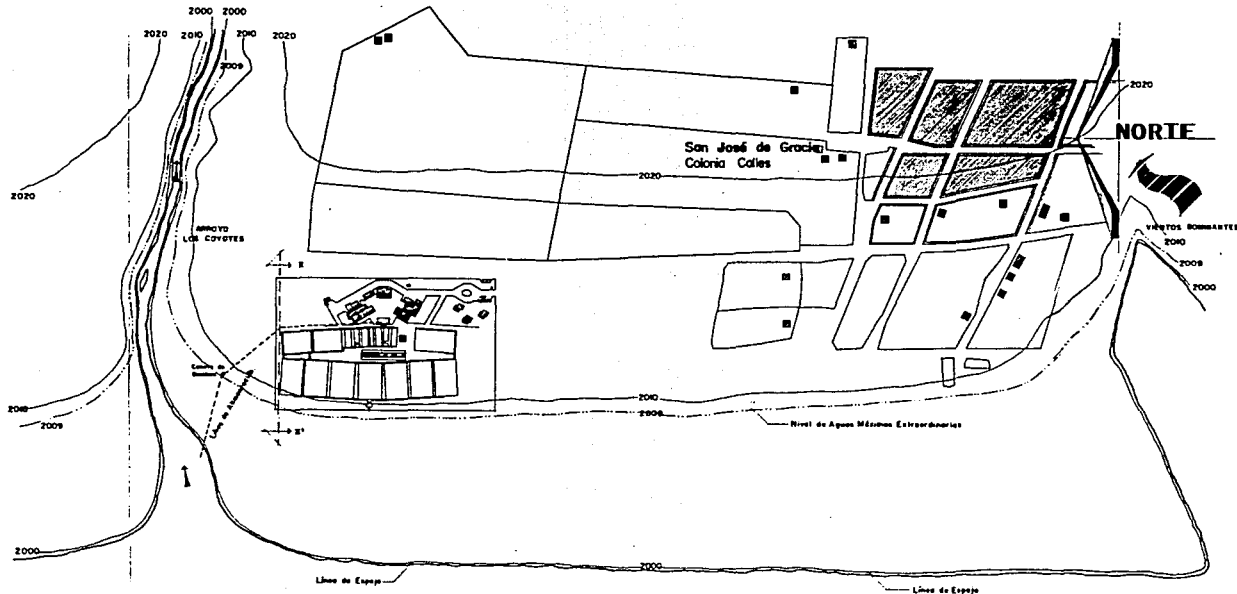 2000
2000
2020
2010
2010
2020
2009
2020
NORTE
San José de Gracia
Colonia Calles
2020
2020
ARROYO
LOS COYOTES
VIENTOS DOMINANTES
2010
2009
2000
X
Línea de
2010
2009
2010
2009
X'
Nivel de Aguas Máximas Extraordinarias
2000
2000
Línea de Espejo
Línea de Espejo